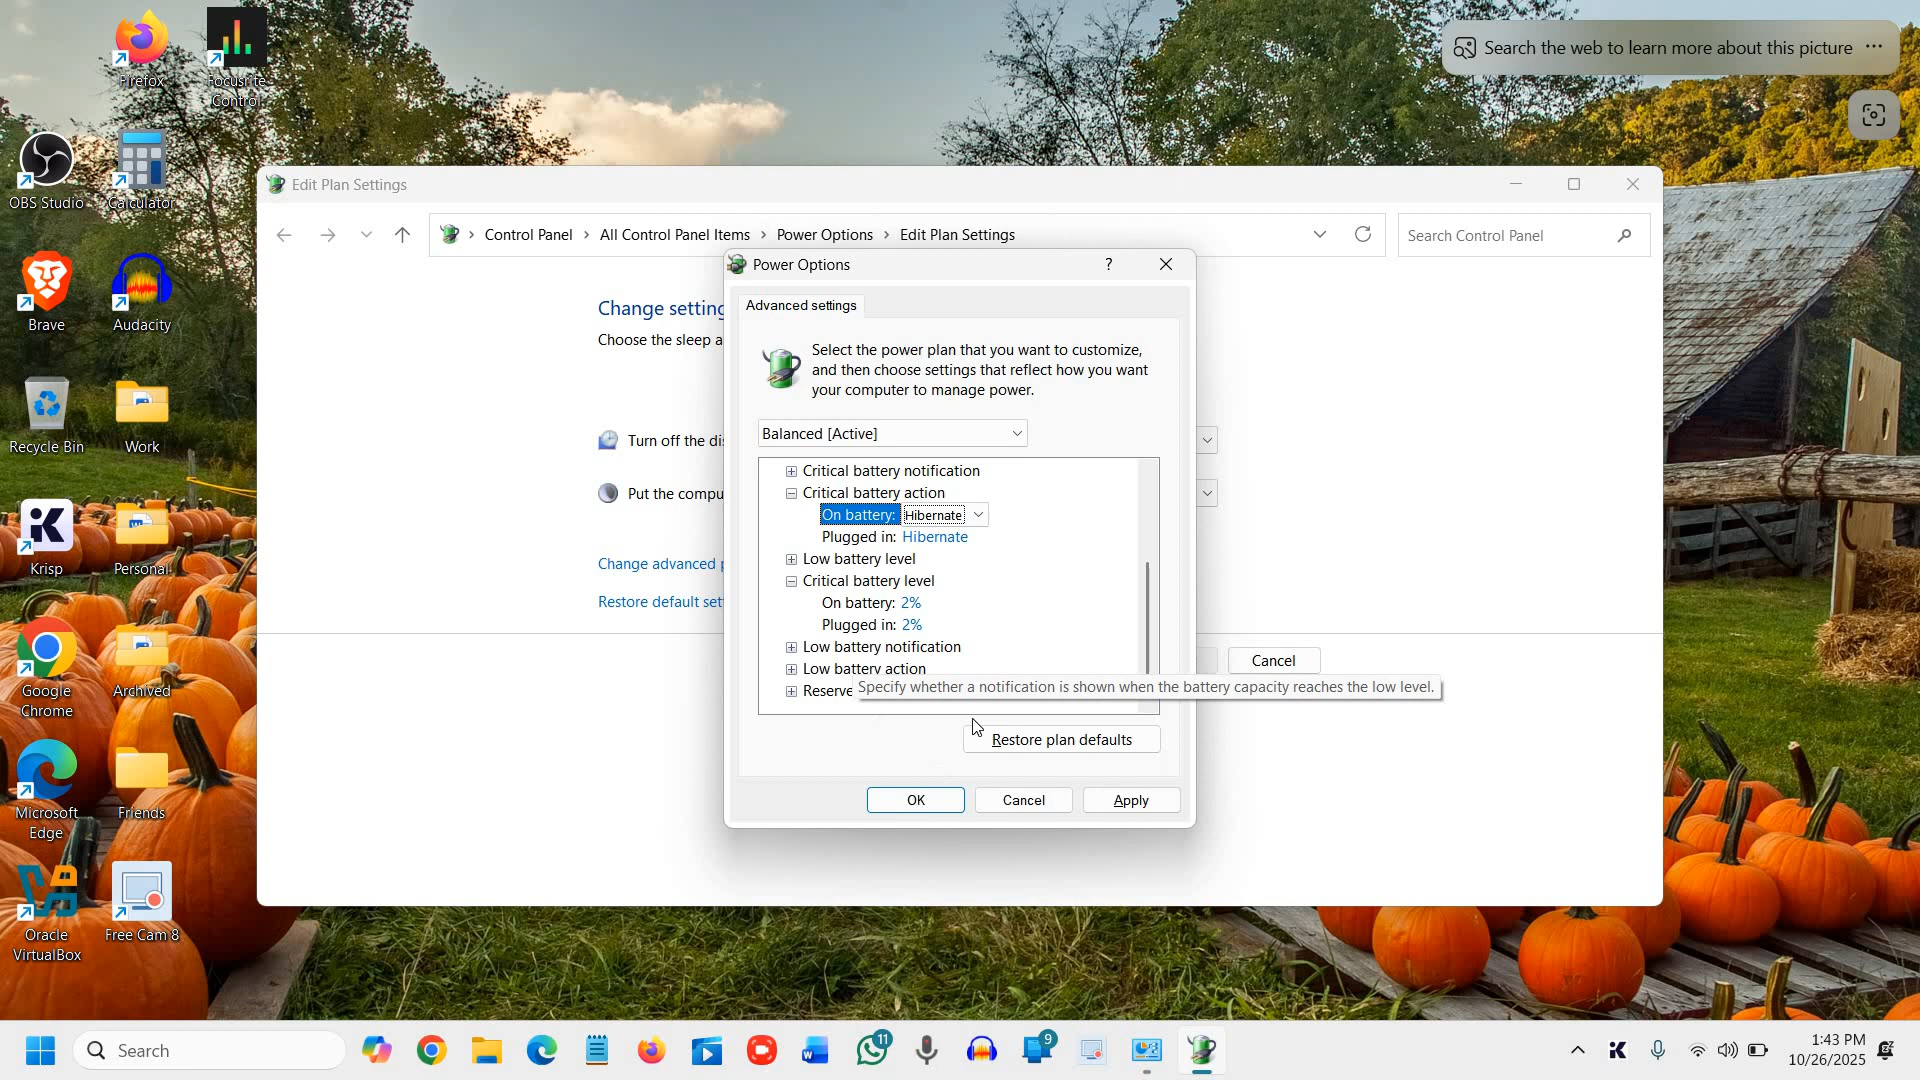 Firefox
Focusrite
Control
OBS Studio
Calculator
Brave
Audacity
Recycle Bin
Work
Krisp
Personal
Google
Chrome
Archived
Microsoft
Edge
Friends
Oracle
VirtualBox
Free Cam 8
Search the web to learn more about this picture
Edit Plan Settings
Control Panel
All Control Panel Items
Power Options
Edit Plan Settings
Search Control Panel
Change setting
Choose the sleep a
Turn off the di
Put the compu
Change advanced p
Restore default set
Cancel
Power Options
?
Advanced settings
Select the power plan that you want to customize,
and then choose settings that reflect how you want
your computer to manage power.
Balanced [Active]
Critical battery notification
Critical battery action
On battery: Hibernate
Plugged in: Hibernate
Low battery level
Critical battery level
On battery: 2%
Plugged in: 2%
Low battery notification
Low battery action
Reserve
Specify whether a notification is shown when the battery capacity reaches the low level.
Restore plan defaults
OK
Cancel
Apply
Search
11
9
1:43 PM
10/26/2025